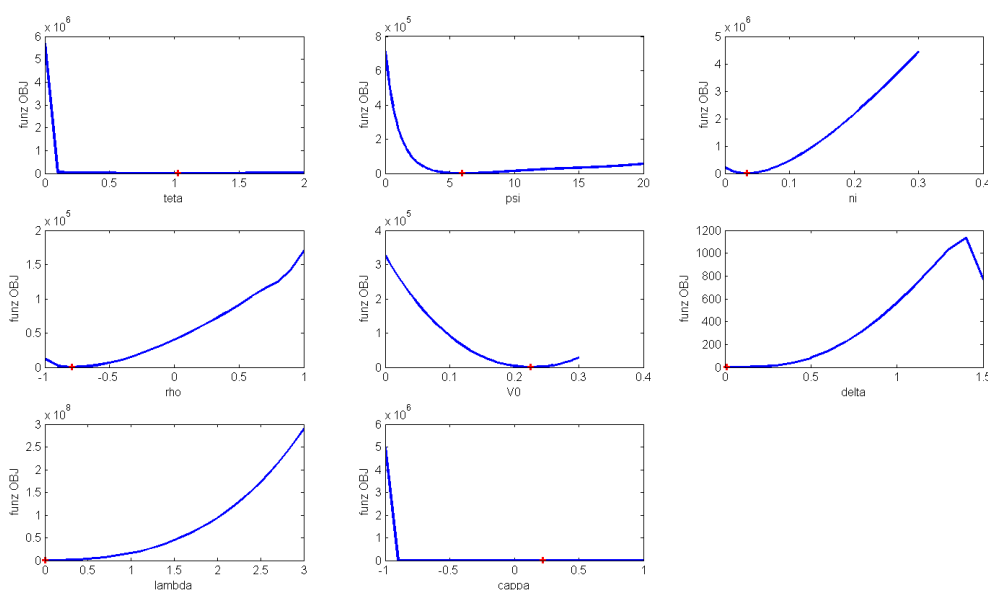 x 10^6
6
5
4
3
2
1
0
funz OBJ
0 0.5 1 1.5 2
teta
x 10^5
8
6
4
2
0
funz OBJ
0 5 10 15 20
psi
x 10^6
5
4
3
2
1
0
funz OBJ
0 0.1 0.2 0.3 0.4
ni
x 10^5
2
1.5
1
0.5
0
funz OBJ
-1 -0.5 0 0.5 1
rho
x 10^5
4
3
2
1
0
funz OBJ
0 0.1 0.2 0.3 0.4
V0
1200
1000
800
600
400
200
0
funz OBJ
0 0.5 1 1.5
delta
x 10^8
3
2.5
2
1.5
1
0.5
0
funz OBJ
0 0.5 1 1.5 2 2.5 3
lambda
x 10^6
6
5
4
3
2
1
0
funz OBJ
-1 -0.5 0 0.5 1
cappa